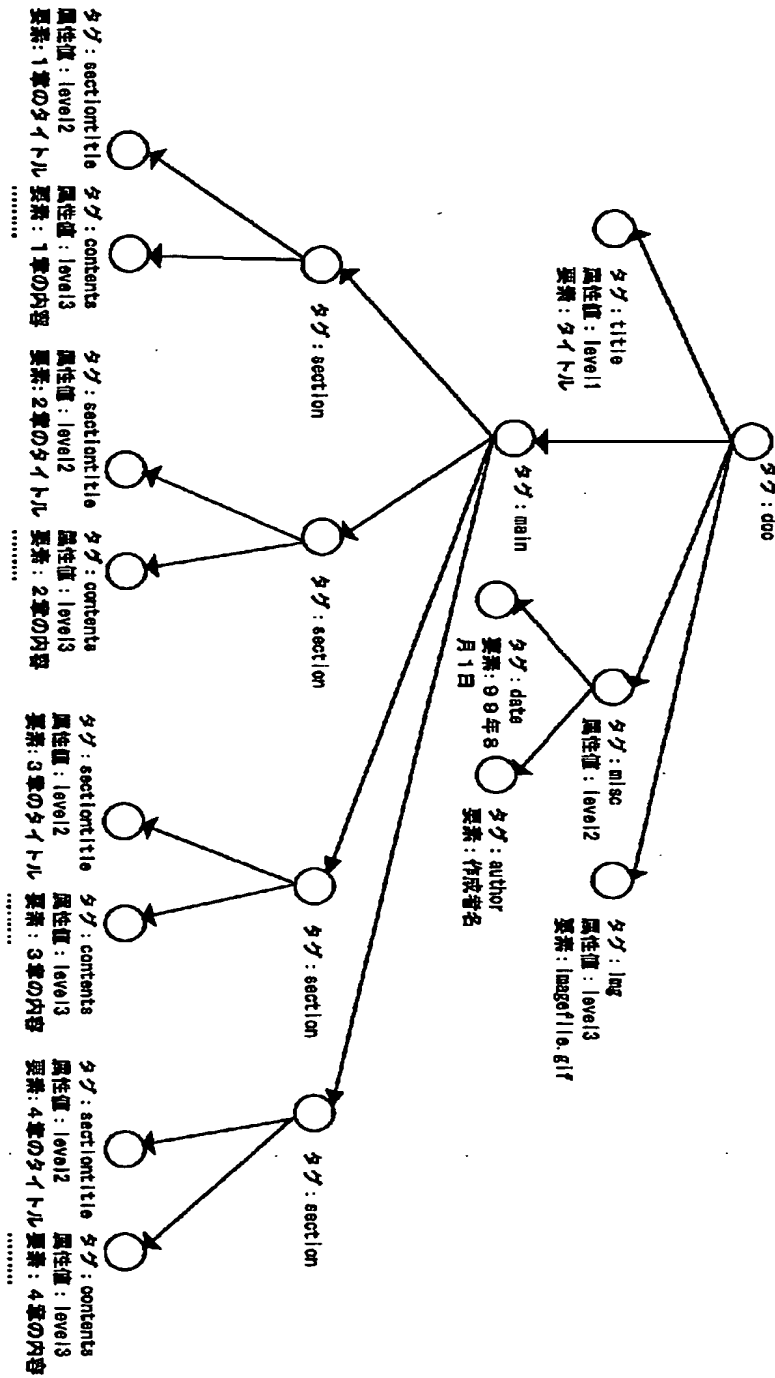 タグ：doc
タグ：title
属性値：level1
要素：タイトル
タグ：main
タグ：misc
属性値：level2
タグ：img
属性値：level3
要素：imagefile.gif
タグ：date
要素：９９年８
月１日
タグ：author
要素：作成者名
タグ：section
タグ：section
タグ：section
タグ：section
タグ：sectiontitle
属性値：level2
要素：１章のタイトル
タグ：contents
属性値：level3
要素：１章の内容
………
タグ：sectiontitle
属性値：level2
要素：２章のタイトル
タグ：contents
属性値：level3
要素：２章の内容
………
タグ：sectiontitle
属性値：level2
要素：３章のタイトル
タグ：contents
属性値：level3
要素：３章の内容
………
タグ：sectiontitle
属性値：level2
要素：４章のタイトル
タグ：contents
属性値：level3
要素：４章の内容
………